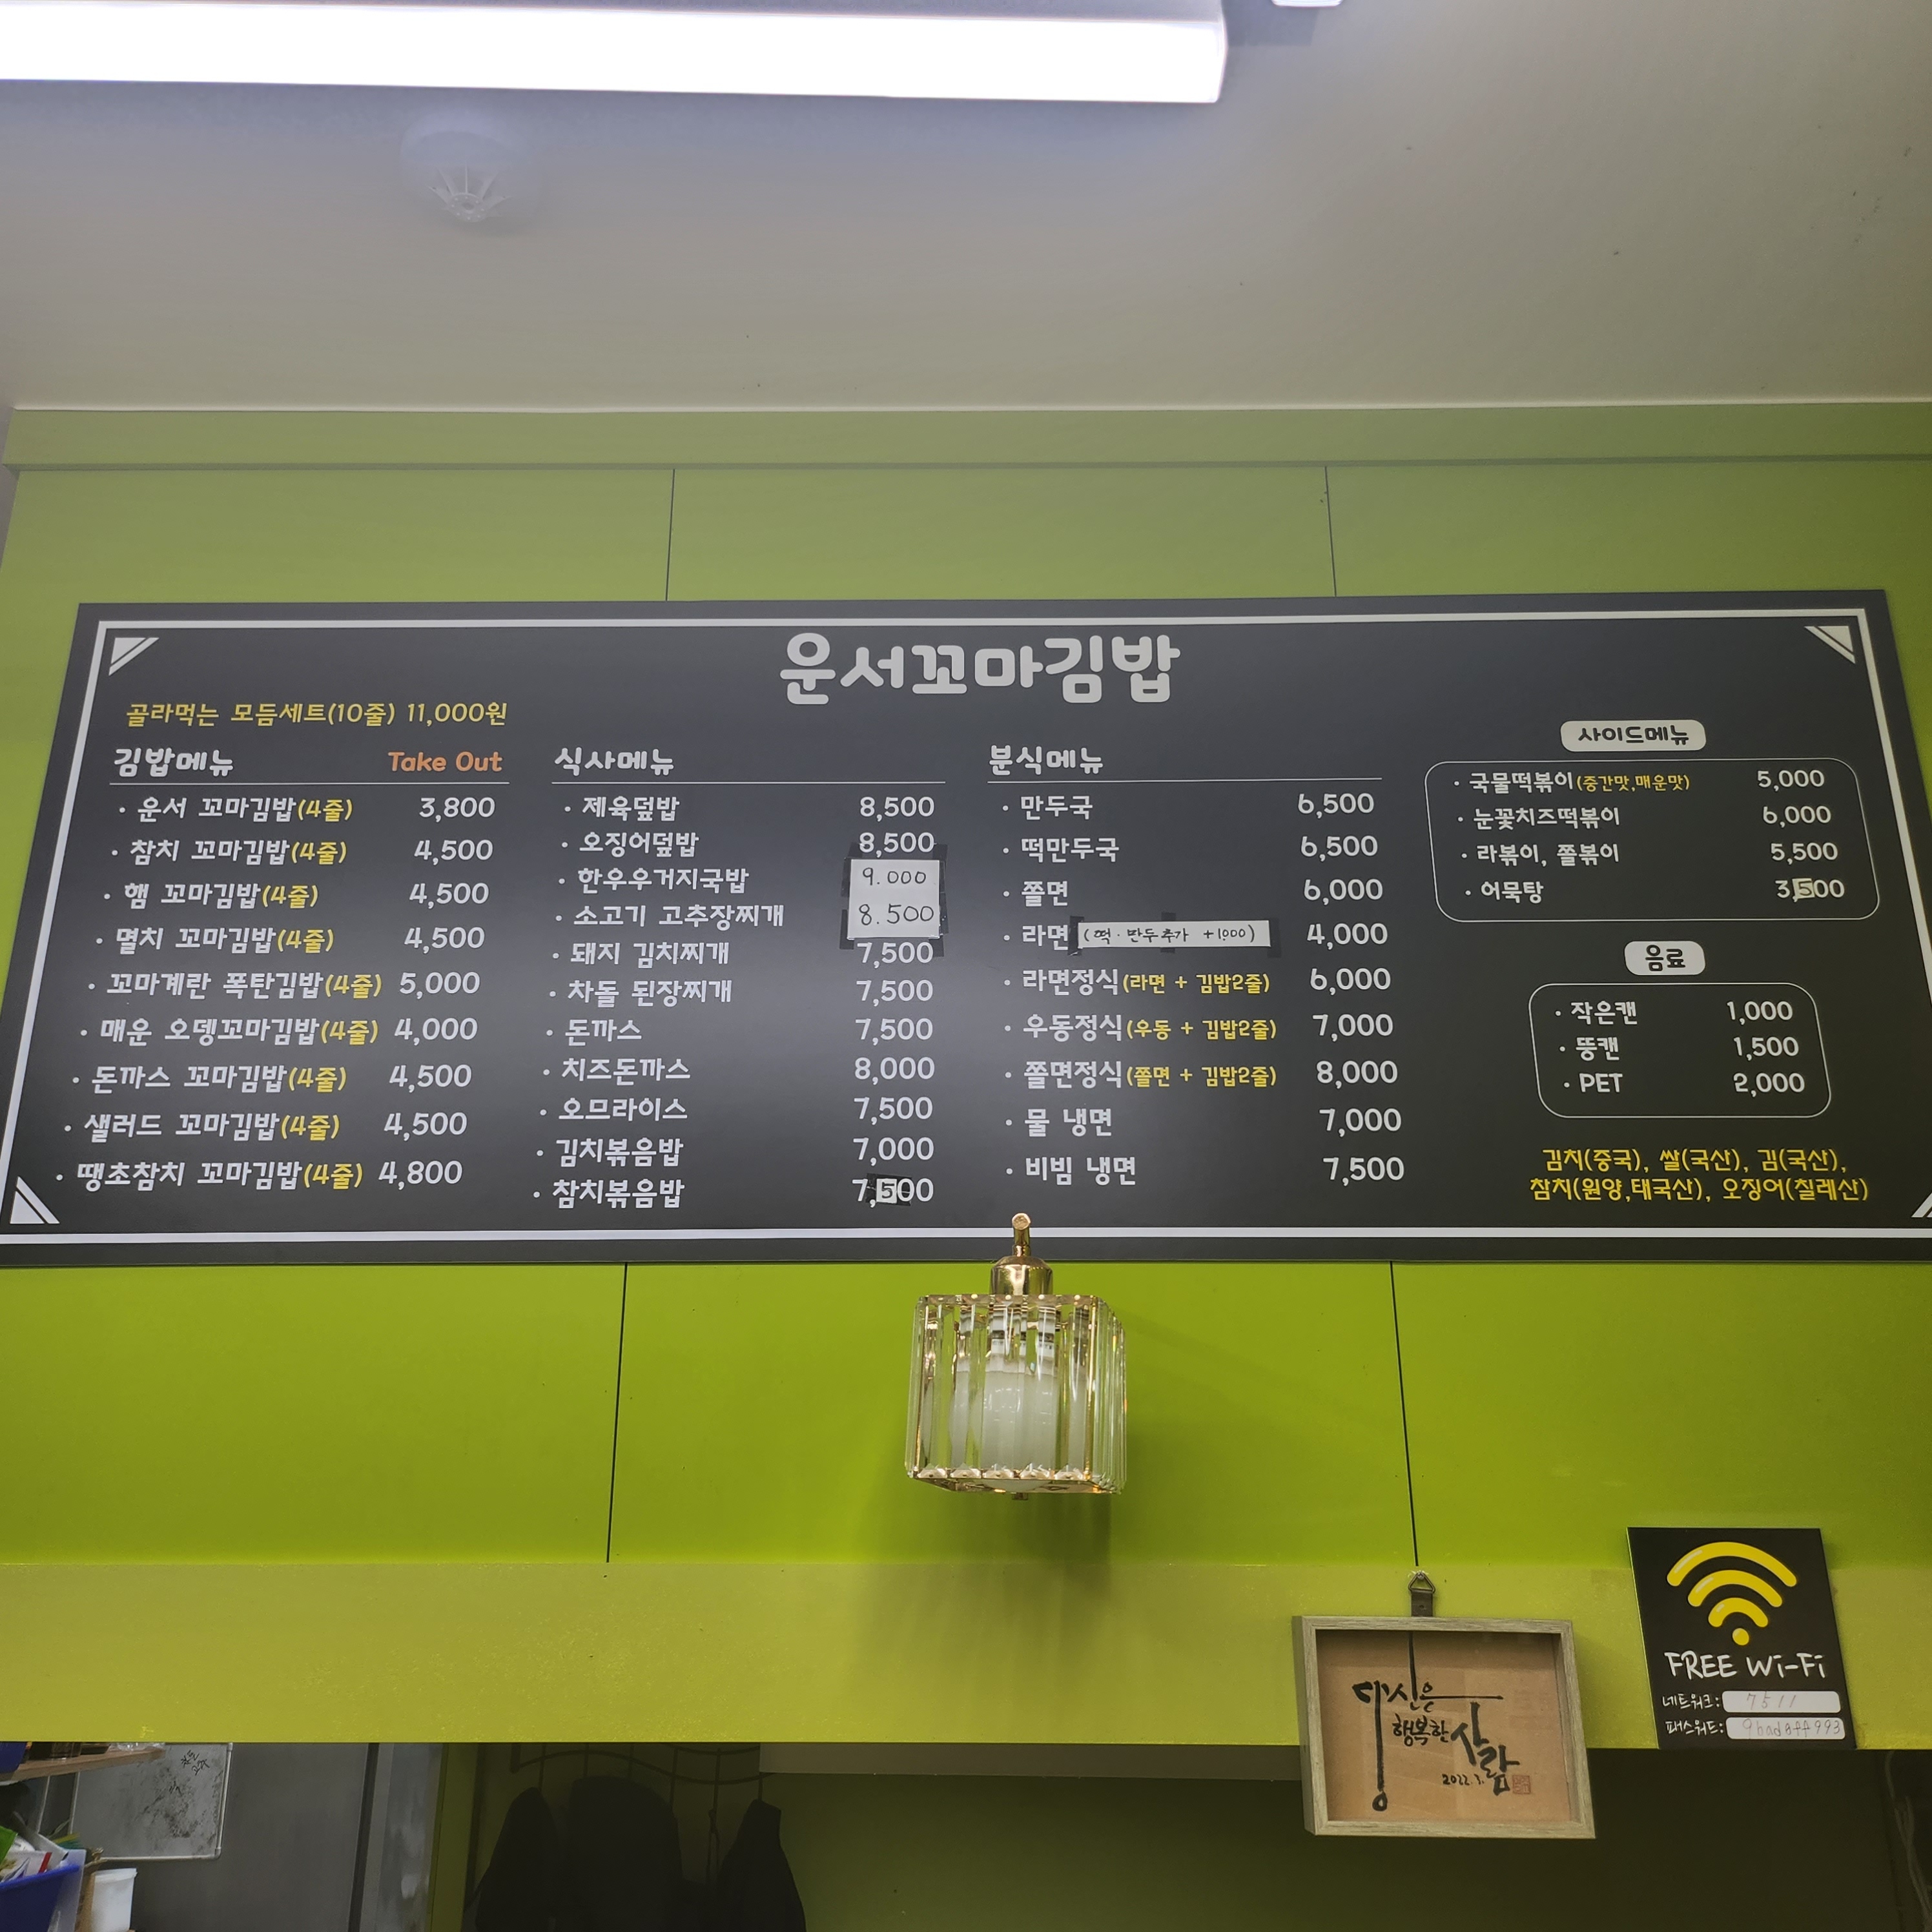 운서꼬마김밥
골라먹는 모듬세트(10줄) 11,000원
김밥메뉴 Take Out
· 운서 꼬마김밥(4줄) 3,800
· 참치 꼬마김밥(4줄) 4,500
· 햄 꼬마김밥(4줄) 4,500
· 멸치 꼬마김밥(4줄) 4,500
· 꼬마계란 폭탄김밥(4줄) 5,000
· 매운 오뎅꼬마김밥(4줄) 4,000
· 돈까스 꼬마김밥(4줄) 4,500
· 샐러드 꼬마김밥(4줄) 4,500
· 땡초참치 꼬마김밥(4줄) 4,800
식사메뉴
· 제육덮밥 8,500
· 오징어덮밥 8,500
· 한우우거지국밥 9.000
· 소고기 고추장찌개 8.500
· 돼지 김치찌개 7,500
· 차돌 된장찌개 7,500
· 돈까스 7,500
· 치즈돈까스 8,000
· 오므라이스 7,500
· 김치볶음밥 7,000
· 참치볶음밥 7,500
분식메뉴
· 만두국 6,500
· 떡만두국 6,500
· 쫄면 6,000
· 라면 (떡·만두추가 +1,000) 4,000
· 라면정식(라면 + 김밥2줄) 6,000
· 우동정식(우동 + 김밥2줄) 7,000
· 쫄면정식(쫄면 + 김밥2줄) 8,000
· 물 냉면 7,000
· 비빔 냉면 7,500
사이드메뉴
· 국물떡볶이(중간맛,매운맛) 5,000
· 눈꽃치즈떡볶이 6,000
· 라볶이, 쫄볶이 5,500
· 어묵탕 3,500
음료
· 작은캔 1,000
· 뚱캔 1,500
· PET 2,000
김치(중국), 쌀(국산), 김(국산),
참치(원양,태국산), 오징어(칠레산)
당신은
행복한 사람
2022.7.
FREE Wi-Fi
네트워크: 7511
패스워드: